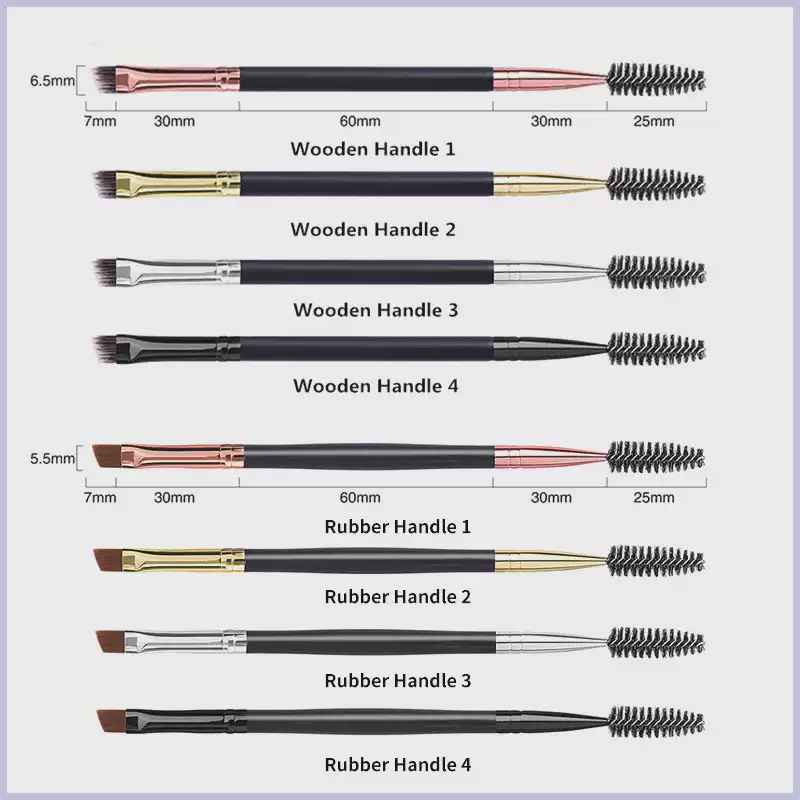 6.5mm
7mm 30mm 60mm 30mm 25mm
Wooden Handle 1
Wooden Handle 2
Wooden Handle 3
Wooden Handle 4
5.5mm
7mm 30mm 60mm 30mm 25mm
Rubber Handle 1
Rubber Handle 2
Rubber Handle 3
Rubber Handle 4